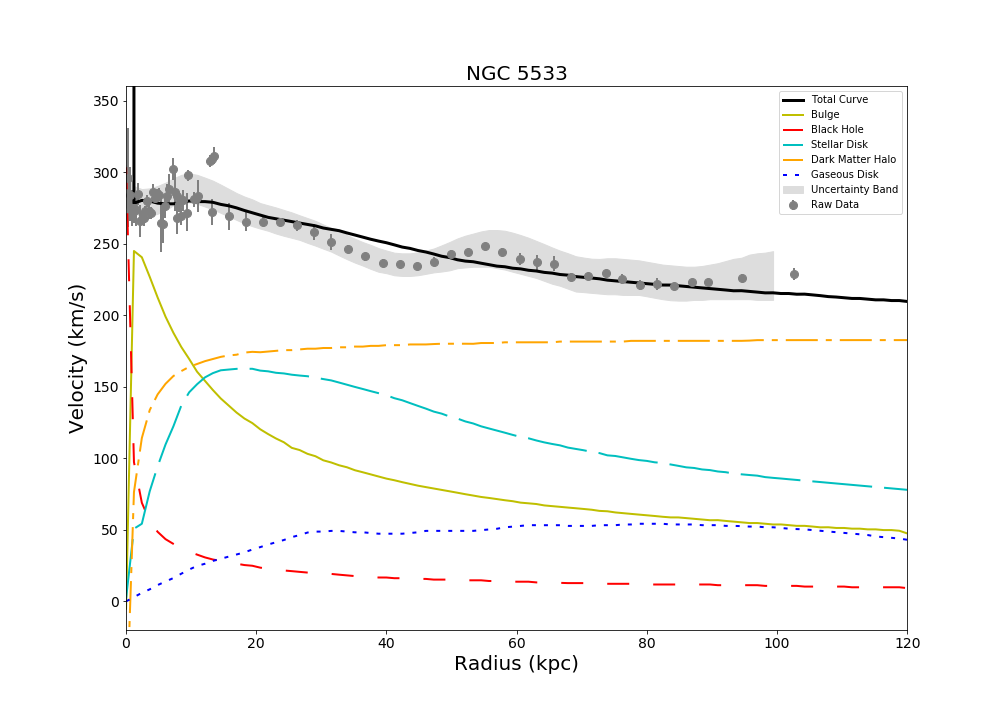 NGC 5533
350
300
250
200
150
100
50
0
Velocity (km/s)
Total Curve
Bulge
Black Hole
Stellar Disk
Dark Matter Halo
Gaseous Disk
Uncertainty Band
Raw Data
0 20 40 60 80 100 120
Radius (kpc)